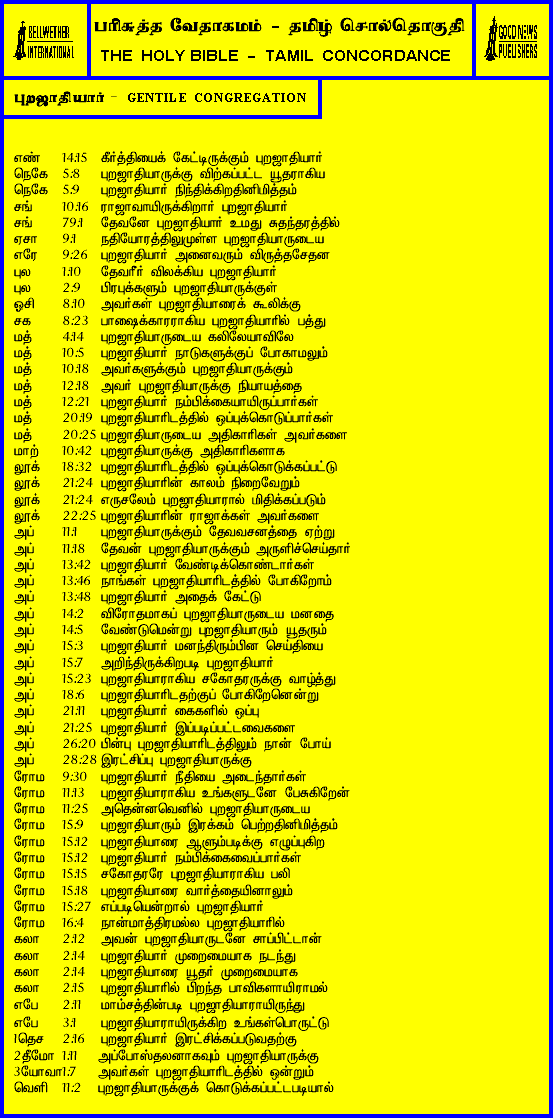 BELLWETHER
INTERNATIONAL
பரிசுத்த வேதாகமம் - தமிழ் சொல்தொகுதி
THE HOLY BIBLE - TAMIL CONCORDANCE
GOOD NEWS
PUBLISHERS
புறஜாதியார் - GENTILE CONGREGATION
எண் 14:15 கீர்த்தியைக் கேட்டிருக்கும் புறஜாதியார்
நெகே 5:8 புறஜாதியாருக்கு விற்கப்பட்ட யூதராகிய
நெகே 5:9 புறஜாதியார் நிந்திக்கிறதினிமித்தம்
சங் 10:16 ராஜாவாயிருக்கிறார் புறஜாதியார்
சங் 79:1 தேவனே புறஜாதியார் உமது சுதந்தரத்தில்
ஏசா 9:1 நதியோரத்திலுமுள்ள புறஜாதியாருடைய
எரே 9:26 புறஜாதியார் அனைவரும் விருத்தசேதன
புல 1:10 தேவரீர் விலக்கிய புறஜாதியார்
புல 2:9 பிரபுக்களும் புறஜாதியாருக்குள்
ஓசி 8:10 அவர்கள் புறஜாதியாரைக் கூலிக்கு
சக 8:23 பாஷைக்காரராகிய புறஜாதியாரில் பத்து
மத் 4:14 புறஜாதியாருடைய கலிலேயாவிலே
மத் 10:5 புறஜாதியார் நாடுகளுக்குப் போகாமலும்
மத் 10:18 அவர்களுக்கும் புறஜாதியாருக்கும்
மத் 12:18 அவர் புறஜாதியாருக்கு நியாயத்தை
மத் 12:21 புறஜாதியார் நம்பிக்கையாயிருப்பார்கள்
மத் 20:19 புறஜாதியாரிடத்தில் ஒப்புக்கொடுப்பார்கள்
மத் 20:25 புறஜாதியாருடைய அதிகாரிகள் அவர்களை
மாற் 10:42 புறஜாதியாருக்கு அதிகாரிகளாக
லூக் 18:32 புறஜாதியாரிடத்தில் ஒப்புக்கொடுக்கப்பட்டு
லூக் 21:24 புறஜாதியாரின் காலம் நிறைவேறும்
லூக் 21:24 எருசலேம் புறஜாதியாரால் மிதிக்கப்படும்
லூக் 22:25 புறஜாதியாரின் ராஜாக்கள் அவர்களை
அப் 11:1 புறஜாதியாருக்கும் தேவவசனத்தை ஏற்று
அப் 11:18 தேவன் புறஜாதியாருக்கும் அருளிச்செய்தார்
அப் 13:42 புறஜாதியார் வேண்டிக்கொண்டார்கள்
அப் 13:46 நாங்கள் புறஜாதியாரிடத்தில் போகிறோம்
அப் 13:48 புறஜாதியார் அதைக் கேட்டு
அப் 14:2 விரோதமாகப் புறஜாதியாருடைய மனதை
அப் 14:5 வேண்டுமென்று புறஜாதியாரும் யூதரும்
அப் 15:3 புறஜாதியார் மனந்திரும்பின செய்தியை
அப் 15:7 அறிந்திருக்கிறபடி புறஜாதியார்
அப் 15:23 புறஜாதியாராகிய சகோதரருக்கு வாழ்த்து
அப் 18:6 புறஜாதியாரிடதற்குப் போகிறேனென்று
அப் 21:11 புறஜாதியார் கைகளில் ஒப்பு
அப் 21:25 புறஜாதியார் இப்படிப்பட்டவைகளை
அப் 26:20 பின்பு புறஜாதியாரிடத்திலும் நான் போய்
அப் 28:28 இரட்சிப்பு புறஜாதியாருக்கு
ரோம 9:30 புறஜாதியார் நீதியை அடைந்தார்கள்
ரோம 11:13 புறஜாதியாராகிய உங்களுடனே பேசுகிறேன்
ரோம 11:25 அதென்னவெனில் புறஜாதியாருடைய
ரோம 15:9 புறஜாதியாரும் இரக்கம் பெற்றதினிமித்தம்
ரோம 15:12 புறஜாதியாரை ஆளும்படிக்கு எழுப்புகிற
ரோம 15:12 புறஜாதியார் நம்பிக்கைவைப்பார்கள்
ரோம 15:15 சகோதரரே புறஜாதியாராகிய பலி
ரோம 15:18 புறஜாதியாரை வார்த்தையினாலும்
ரோம 15:27 எப்படியென்றால் புறஜாதியார்
ரோம 16:4 நான்மாத்திரமல்ல புறஜாதியாரில்
கலா 2:12 அவன் புறஜாதியாருடனே சாப்பிட்டான்
கலா 2:14 புறஜாதியார் முறைமையாக நடந்து
கலா 2:14 புறஜாதியாரை யூதர் முறைமையாக
கலா 2:15 புறஜாதியாரில் பிறந்த பாவிகளாயிராமல்
எபே 2:11 மாம்சத்தின்படி புறஜாதியாராயிருந்து
எபே 3:1 புறஜாதியாராயிருக்கிற உங்கள்பொருட்டு
1தெச 2:16 புறஜாதியார் இரட்சிக்கப்படுவதற்கு
2தீமோ 1:11 அப்போஸ்தலனாகவும் புறஜாதியாருக்கு
3யோவா1:7 அவர்கள் புறஜாதியாரிடத்தில் ஒன்றும்
வெளி 11:2 புறஜாதியாருக்குக் கொடுக்கப்பட்டபடியால்